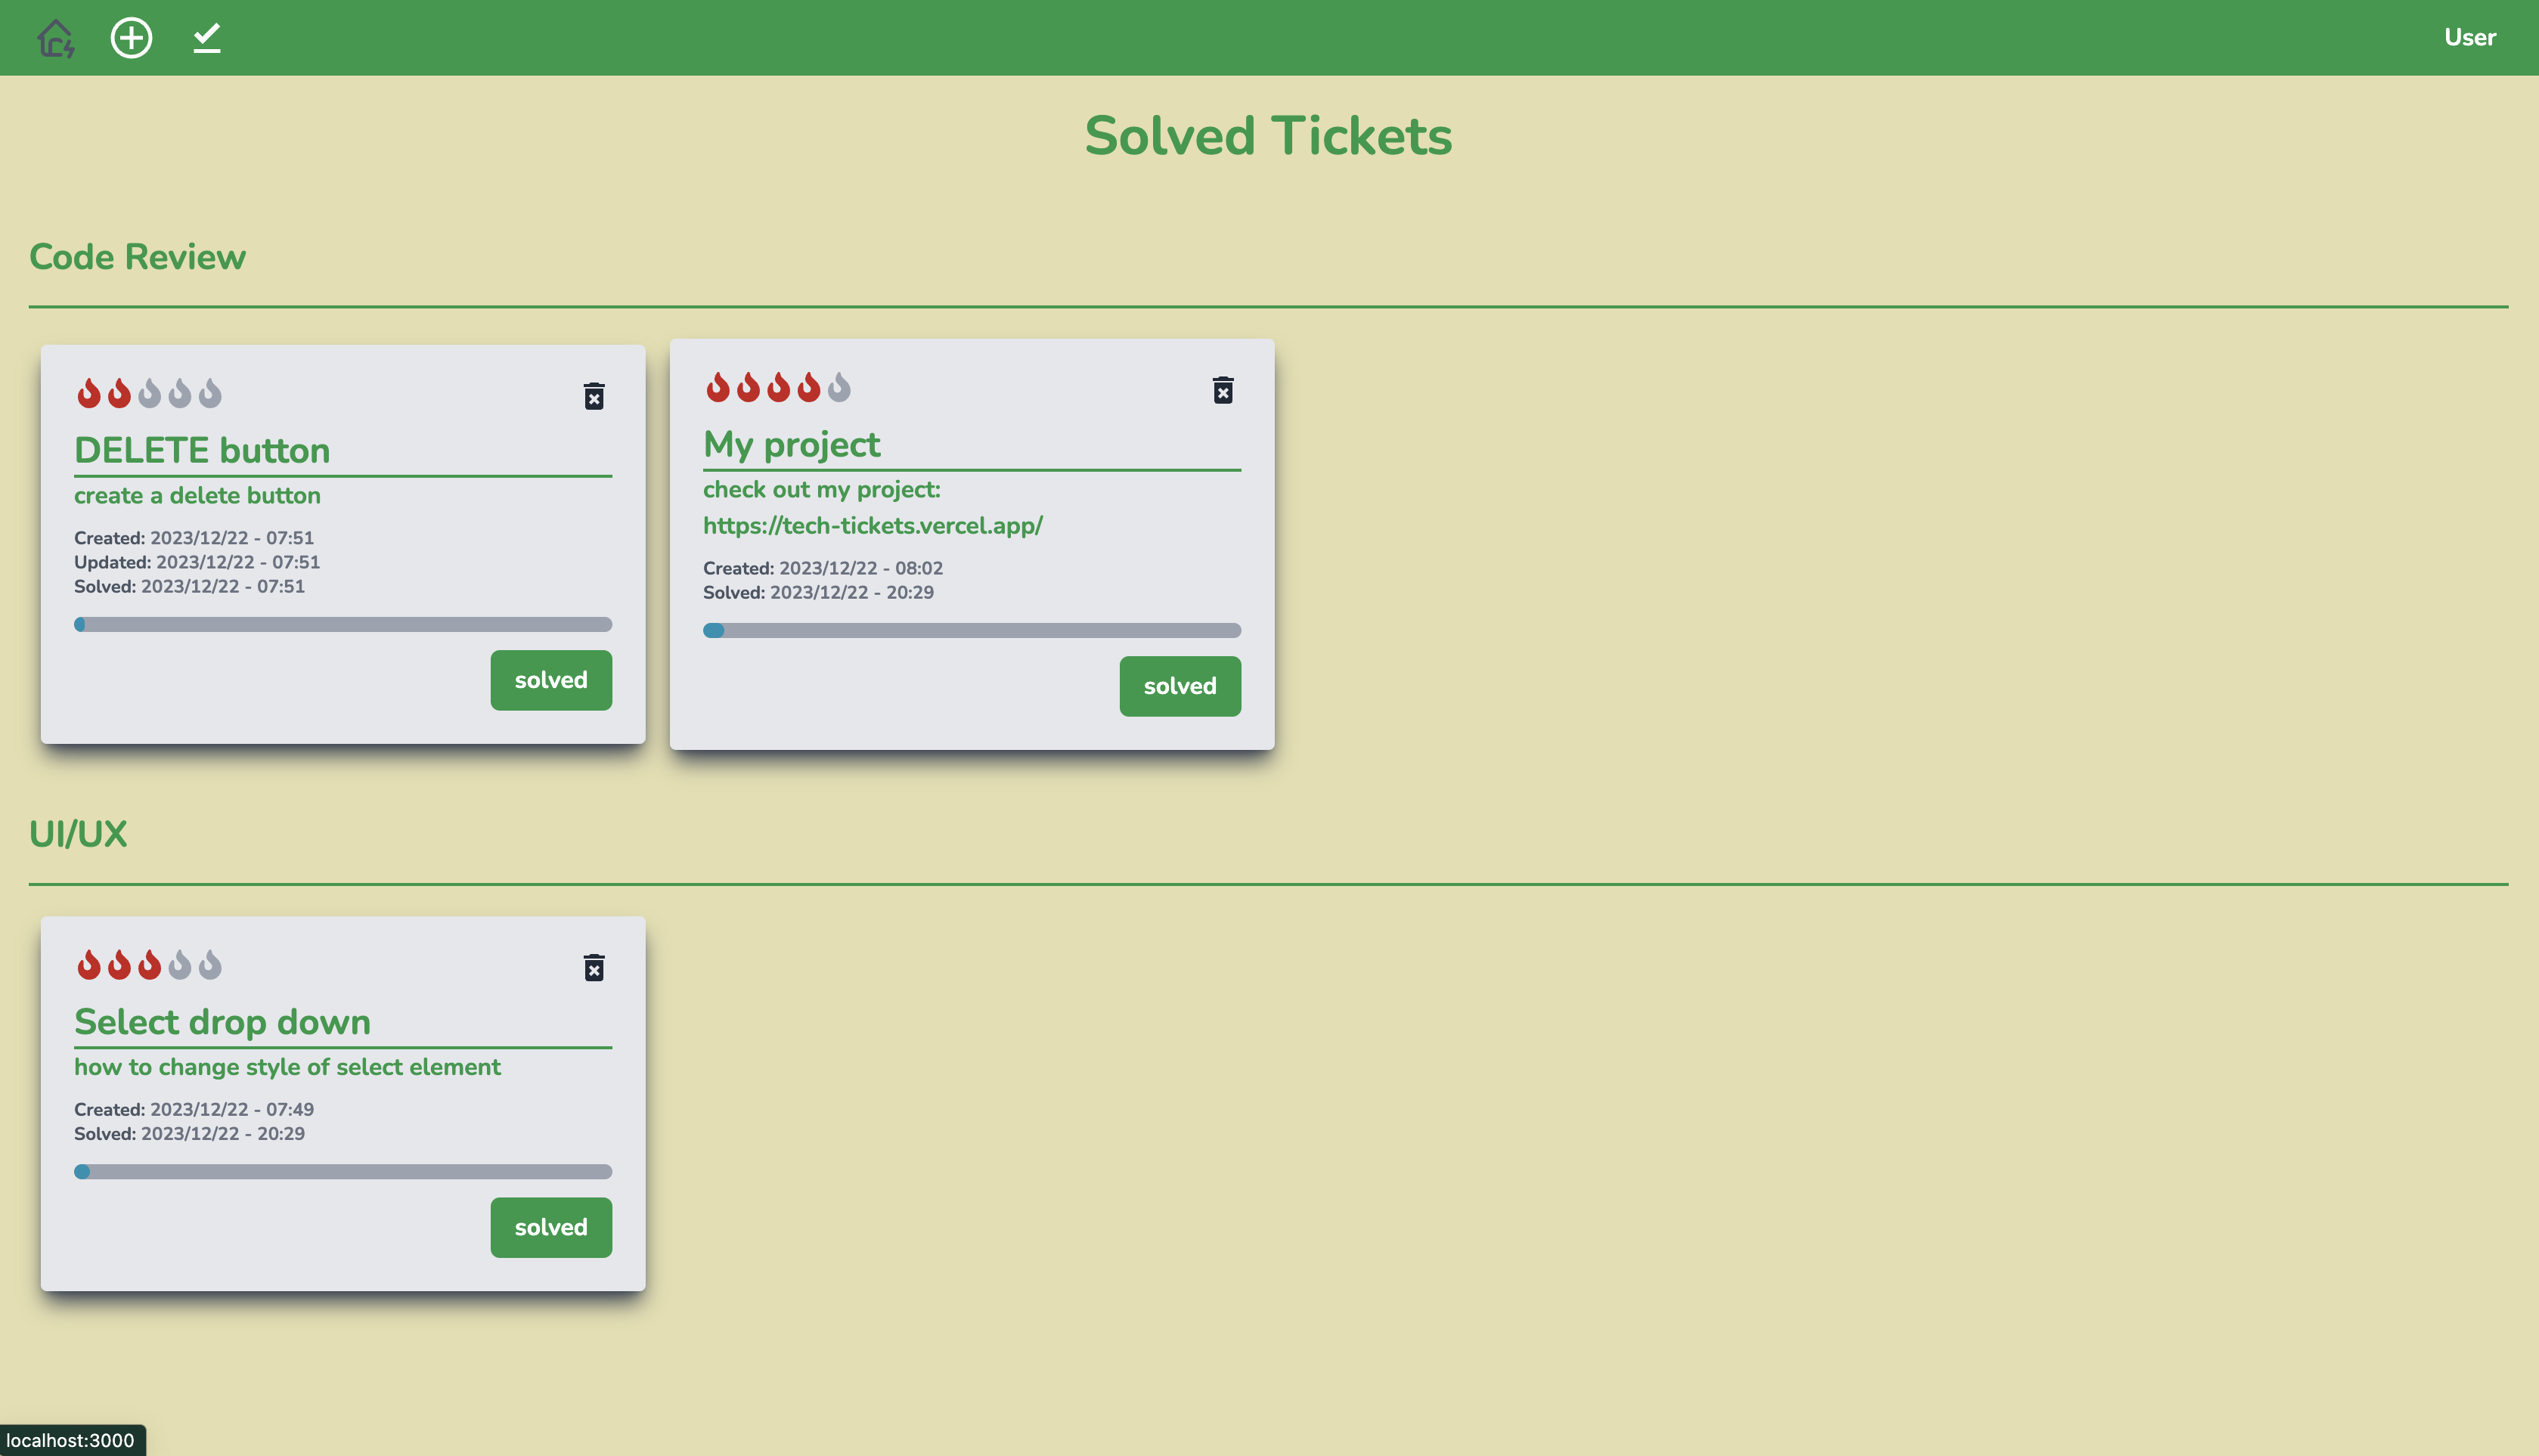 User
Solved Tickets
Code Review
DELETE button
create a delete button
Created: 2023/12/22 - 07:51
Updated: 2023/12/22 - 07:51
Solved: 2023/12/22 - 07:51
solved
My project
check out my project:
https://tech-tickets.vercel.app/
Created: 2023/12/22 - 08:02
Solved: 2023/12/22 - 20:29
solved
UI/UX
Select drop down
how to change style of select element
Created: 2023/12/22 - 07:49
Solved: 2023/12/22 - 20:29
solved
localhost:3000